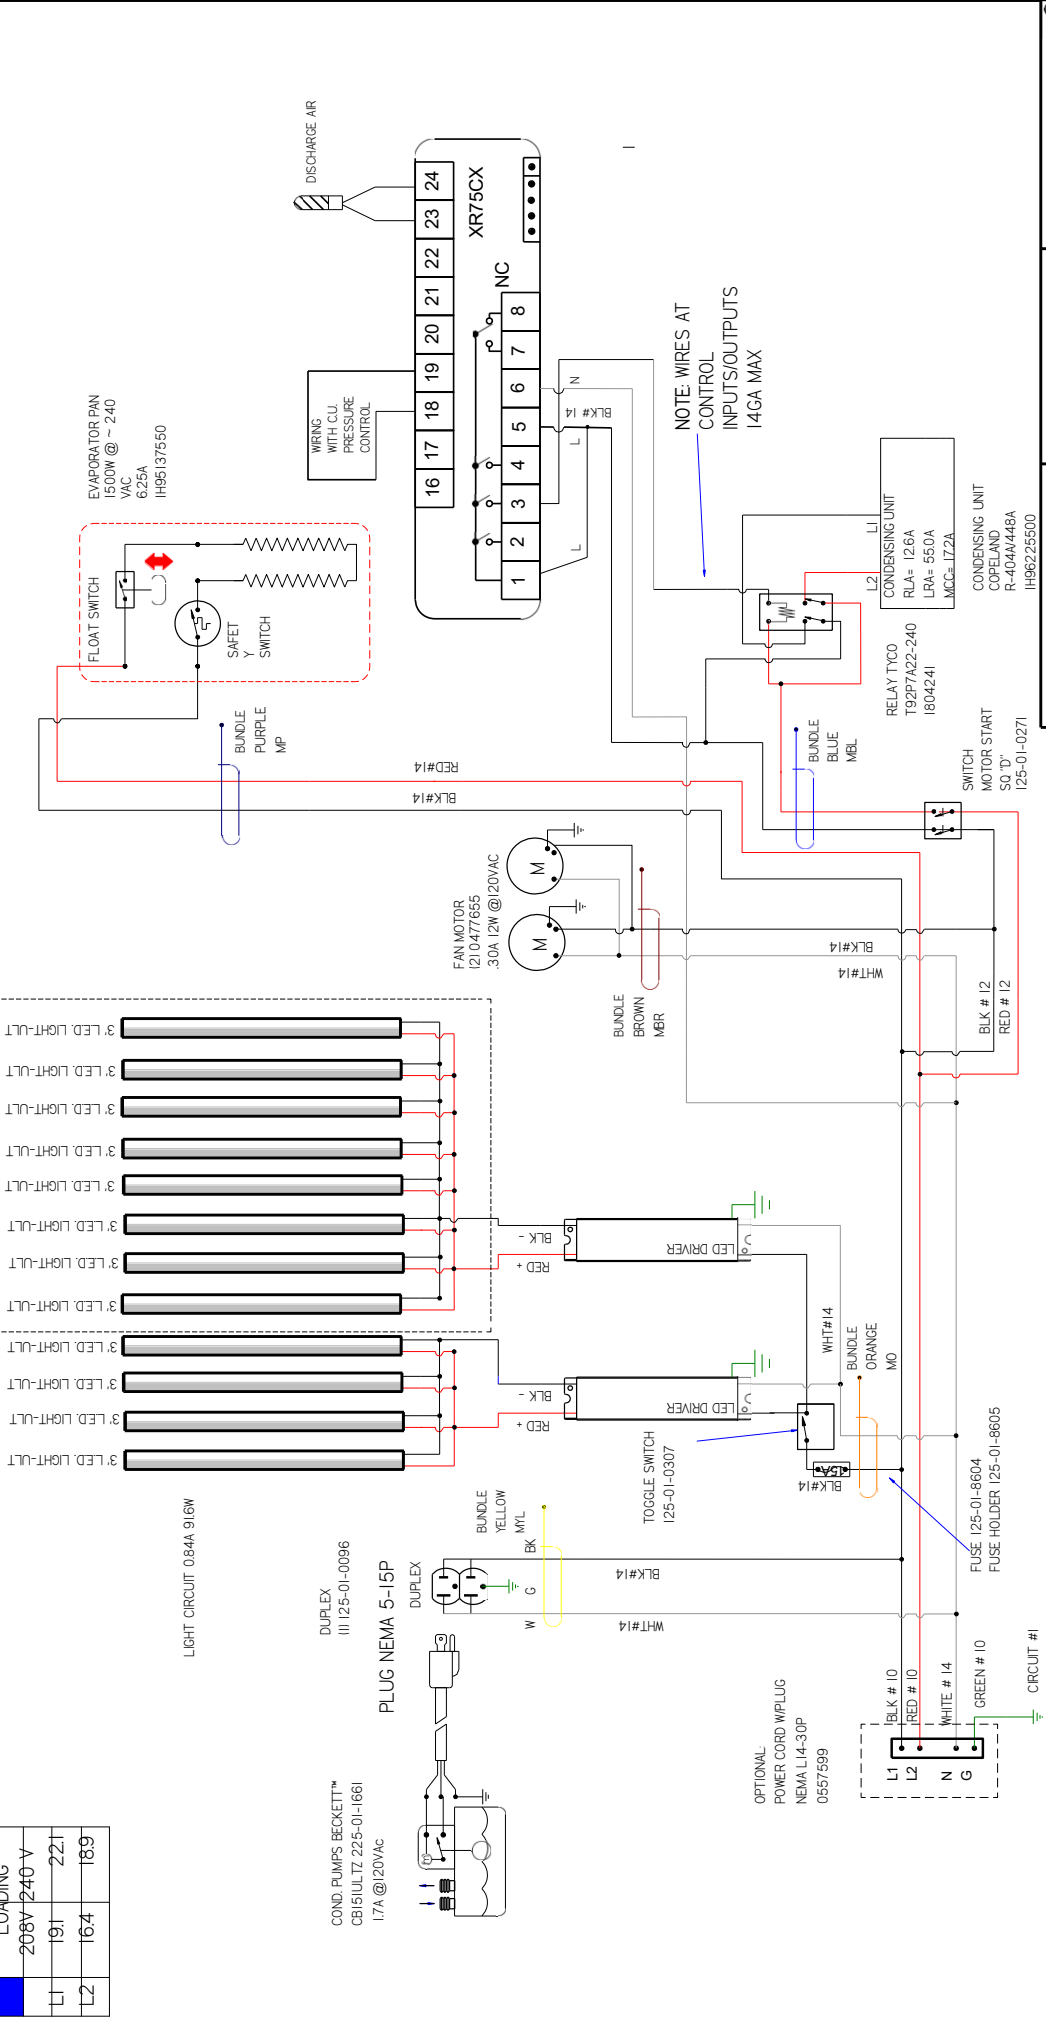 DISCHARGE AIR
24
23
22
21
20
19
18
17
16
XR75CX
NC
8
7
6
5
4
3
2
1
N
BLK# 14
L
L
WIRING
WITH C.U.
PRESSURE
CONTROL
EVAPORATOR PAN
1500W @ ~ 240
VAC
6.25A
1H95137550
FLOAT SWITCH
SAFET
Y
SWITCH
NOTE: WIRES AT
CONTROL
INPUTS/OUTPUTS
14GA MAX
L1
L2
CONDENSING UNIT
RLA= 12.6A
LRA= 55.0A
MCC= 17.2A
CONDENSING UNIT
COPELAND
R-404A/448A
1H96225500
RELAY TYCO
T92P7A22-240
1804241
BUNDLE
PURPLE
MP
RED#14
BLK#14
BUNDLE
BLUE
MBL
SWITCH
MOTOR START
SQ "D"
125-01-0271
M
M
FAN MOTOR
(2) 0477655
.30A 12W @120VAC
BUNDLE
BROWN
MBR
BLK#14
WHT#14
BLK # 12
RED # 12
3' LED. LIGHT-ULT
3' LED. LIGHT-ULT
3' LED. LIGHT-ULT
3' LED. LIGHT-ULT
3' LED. LIGHT-ULT
3' LED. LIGHT-ULT
3' LED. LIGHT-ULT
3' LED. LIGHT-ULT
3' LED. LIGHT-ULT
3' LED. LIGHT-ULT
3' LED. LIGHT-ULT
3' LED. LIGHT-ULT
BLK -
RED +
LED DRIVER
BLK -
RED +
LED DRIVER
WHT#14
BUNDLE
ORANGE
MO
TOGGLE SWITCH
125-01-0307
15A
BLK#14
FUSE 125-01-8604
FUSE HOLDER 125-01-8605
LIGHT CIRCUIT 0.84A 91.6W
BUNDLE
YELLOW
MYL
DUPLEX
(1) 125-01-0096
PLUG NEMA 5-15P
DUPLEX
BK
G
W
BLK#14
WHT#14
COND. PUMPS BECKETT™
CB151ULTZ 225-01-1661
1.7A @120VAc
OPTIONAL:
POWER CORD W/PLUG
NEMA L14-30P
0557599
BLK # 10
RED # 10
WHITE # 14
GREEN # 10
L1
L2
N
G
CIRCUIT #1
LOADING
208V 240 V
L1 19.1 22.1
L2 16.4 18.9